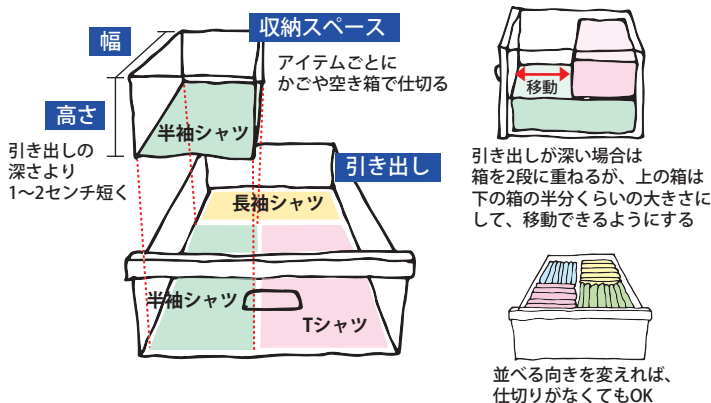 幅
収納スペース
アイテムごとに
かごや空き箱で仕切る
高さ
半袖シャツ
引き出しの
深さより
1〜2センチ短く
引き出し
長袖シャツ
半袖シャツ
Tシャツ
移動
引き出しが深い場合は
箱を2段に重ねるが、上の箱は
下の箱の半分くらいの大きさに
して、移動できるようにする
並べる向きを変えれば、
仕切りがなくてもOK